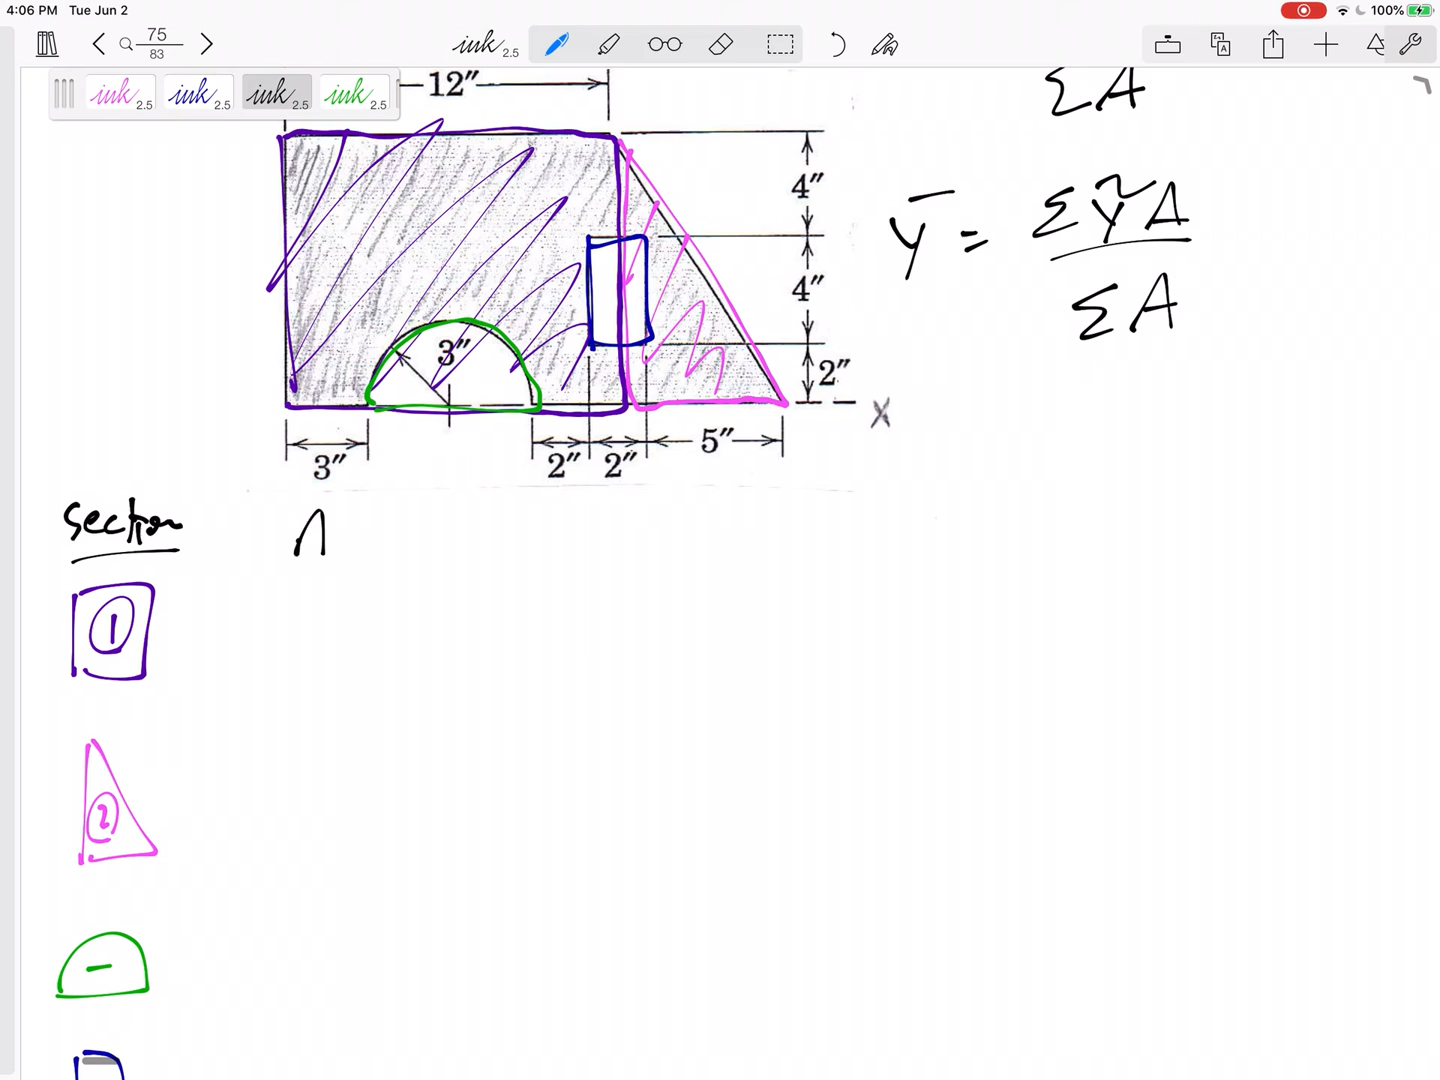 4:06 PM Tue Jun 2
100%
75
83
ink 2.5
ink 2.5 ink 2.5 ink 2.5 ink 2.5
12"
4"
4"
2"
3"
3" 2" 2" 5"
X
ΣA
ȳ = ΣỹA
ΣA
section A
1
2
−